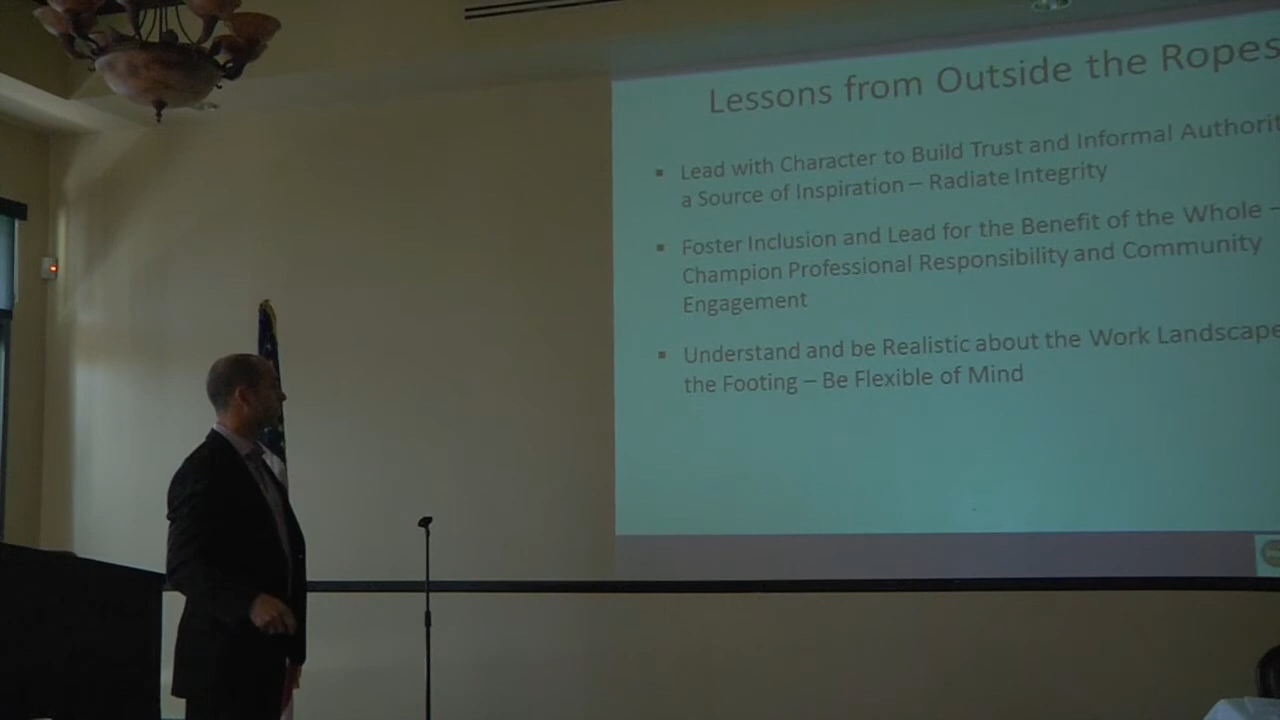 Lessons from Outside the Ropes
▪ Lead with Character to Build Trust and Informal Authorit
a Source of Inspiration – Radiate Integrity
▪ Foster Inclusion and Lead for the Benefit of the Whole –
Champion Professional Responsibility and Community
Engagement
▪ Understand and be Realistic about the Work Landscape
the Footing – Be Flexible of Mind